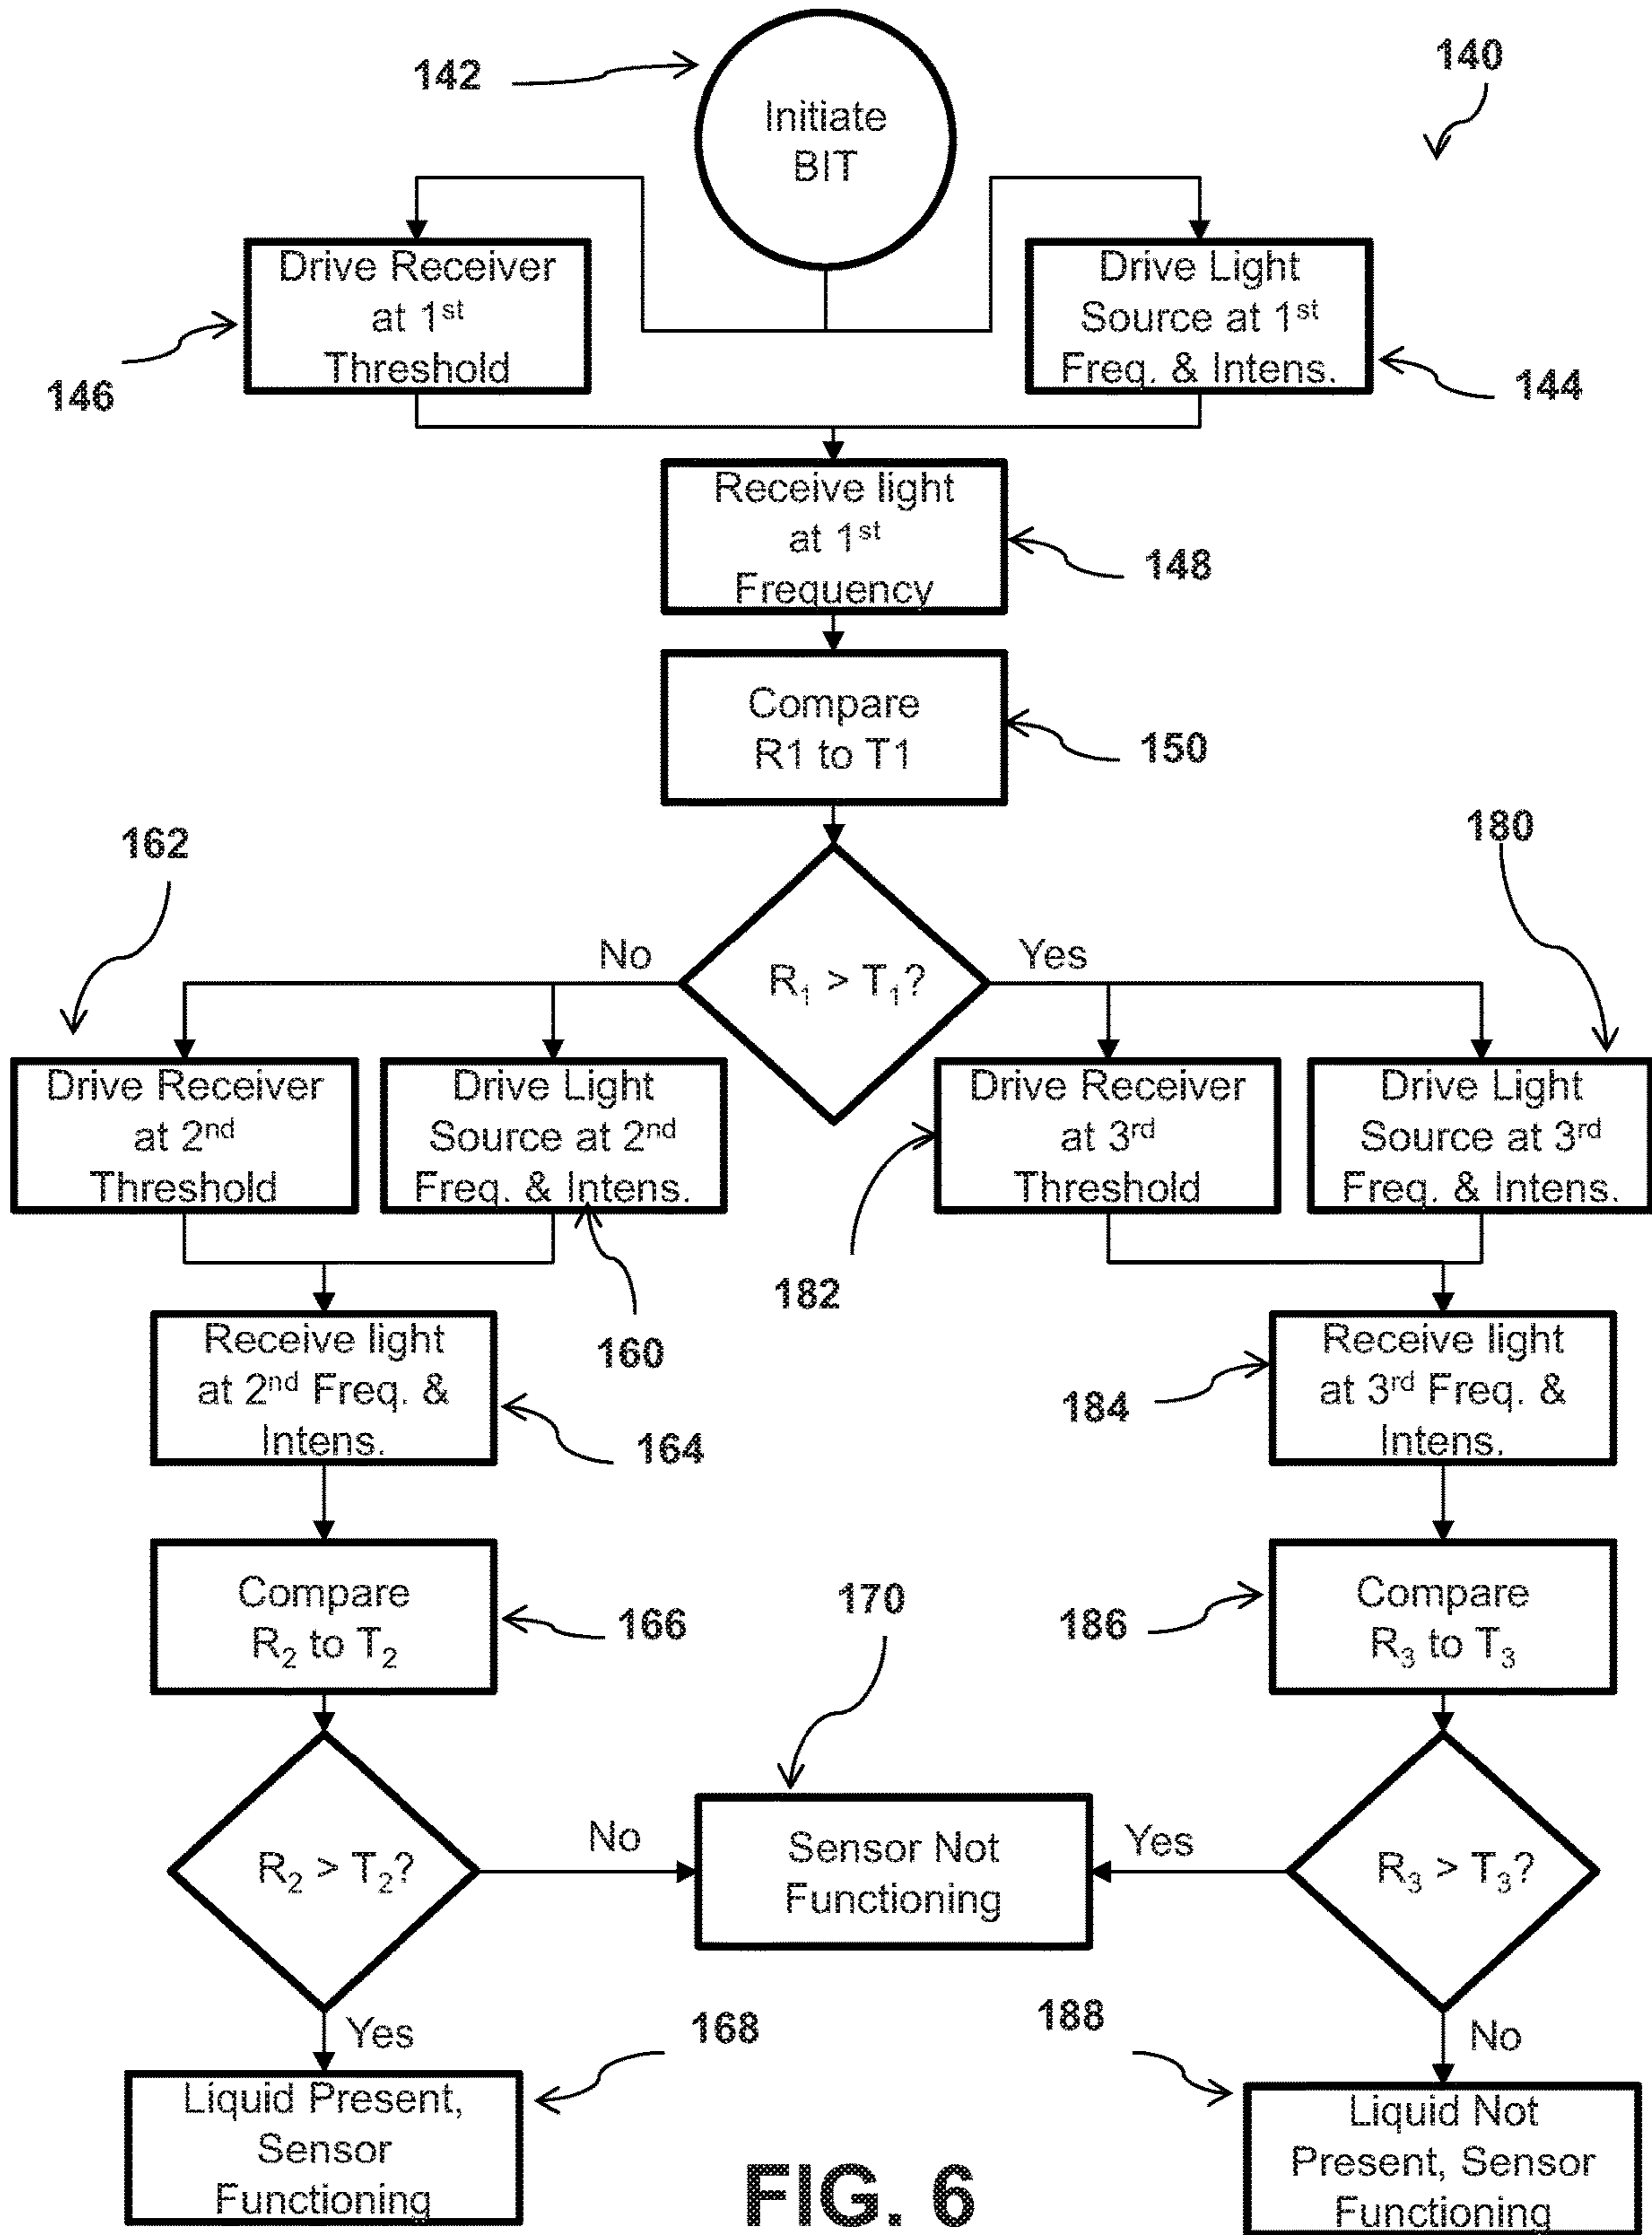 142
Initiate
BIT
140
Drive Receiver
at 1st
Threshold
146
Drive Light
Source at 1st
Freq. & Intens.
144
Receive light
at 1st
Frequency
148
Compare
R1 to T1
150
162
180
No
R1 > T1?
Yes
Drive Receiver
at 2nd
Threshold
Drive Light
Source at 2nd
Freq. & Intens.
Drive Receiver
at 3rd
Threshold
Drive Light
Source at 3rd
Freq. & Intens.
182
160
Receive light
at 2nd Freq. &
Intens.
164
184
Receive light
at 3rd Freq. &
Intens.
Compare
R2 to T2
166
170
186
Compare
R3 to T3
R2 > T2?
No
Sensor Not
Functioning
Yes
R3 > T3?
Yes
168
188
No
Liquid Present,
Sensor
Functioning
Liquid Not
Present, Sensor
Functioning
FIG. 6